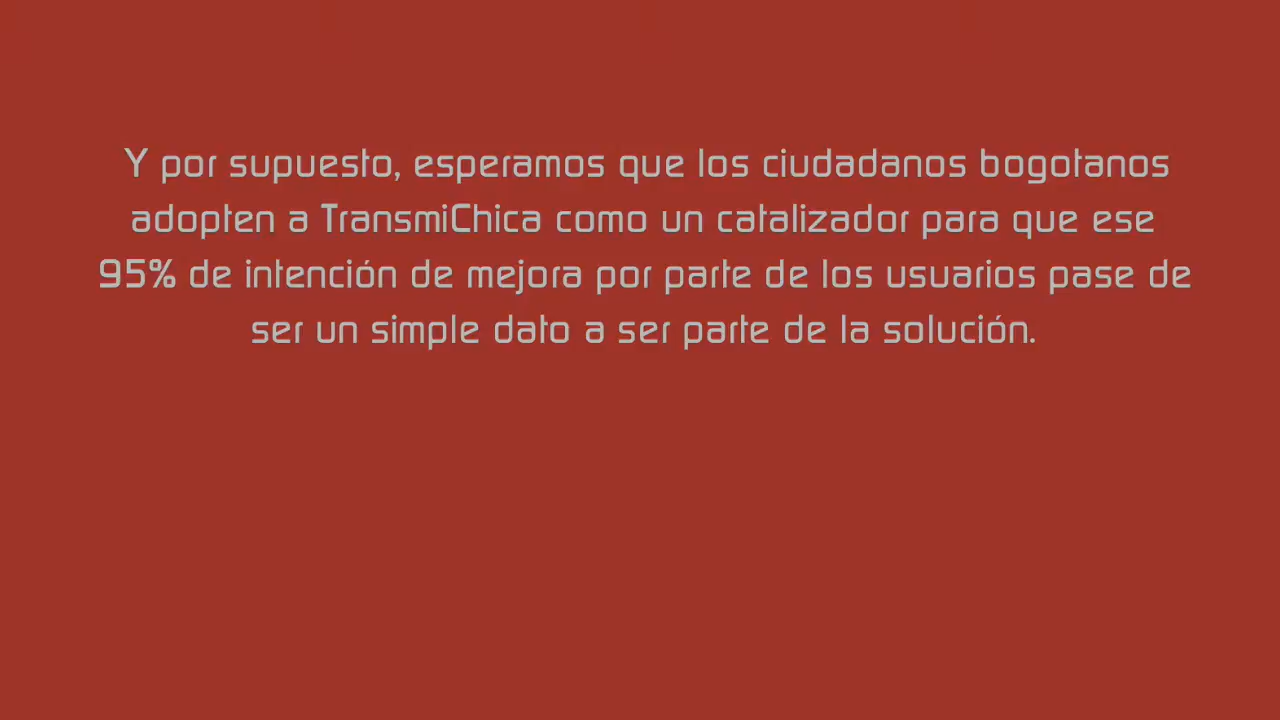 Y por supuesto, esperamos que los ciudadanos bogotanos
adopten a TransmiChica como un catalizador para que ese
95% de intención de mejora por parte de los usuarios pase de
ser un simple dato a ser parte de la solución.